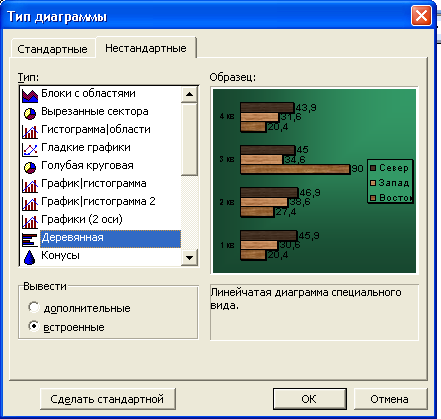 Тип диаграммы
Стандартные Нестандартные
Тип:
Блоки с областями
Вырезанные сектора
Гистограмма|области
Гладкие графики
Голубая круговая
График|гистограмма
График|гистограмма 2
Графики (2 оси)
Деревянная
Конусы
Вывести
дополнительные
встроенные
Образец:
4 кв 43,9
31,6
20,4
3 кв 45
34,6
90
2 кв 46,9
38,6
27,4
1 кв 45,9
30,6
20,4
Север
Запад
Восток
Линейчатая диаграмма специального
вида.
Сделать стандартной OK Отмена